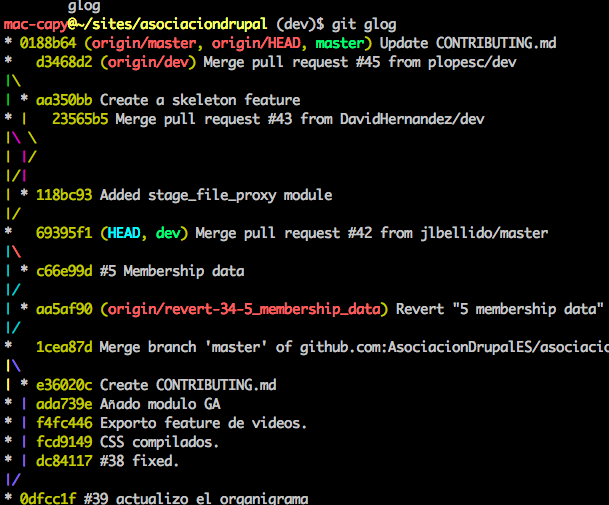 glog
mac-capy@~/sites/asociaciondrupal (dev)$ git glog
* 0188b64 (origin/master, origin/HEAD, master) Update CONTRIBUTING.md
*   d3468d2 (origin/dev) Merge pull request #45 from plopesc/dev
|\
| * aa350bb Create a skeleton feature
* |   23565b5 Merge pull request #43 from DavidHernandez/dev
|\ \
| |/
|/|
| * 118bc93 Added stage_file_proxy module
|/
*   69395f1 (HEAD, dev) Merge pull request #42 from jlbellido/master
|\
| * c66e99d #5 Membership data
|/
| * aa5af90 (origin/revert-34-5_membership_data) Revert "5 membership data"
|/
*   1cea87d Merge branch 'master' of github.com:AsociacionDrupalES/asociacio
|\
| * e36020c Create CONTRIBUTING.md
* | ada739e Añado modulo GA
* | f4fc446 Exporto feature de videos.
* | fcd9149 CSS compilados.
* | dc84117 #38 fixed.
|/
* 0dfcc1f #39 actualizo el organigrama